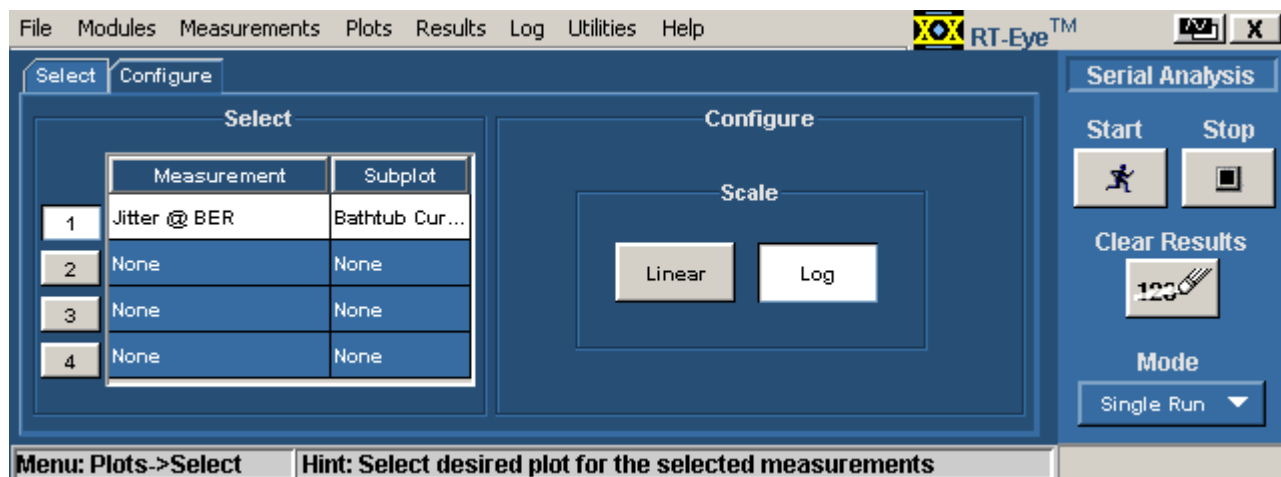 File Modules Measurements Plots Results Log Utilities Help RT-Eye™ X
Select Configure
Serial Analysis
Select
Configure
Start Stop
Measurement Subplot
Scale
1 Jitter @ BER Bathtub Cur...
2 None None
3 None None
4 None None
Linear Log
Clear Results
123
Mode
Single Run
Menu: Plots->Select Hint: Select desired plot for the selected measurements